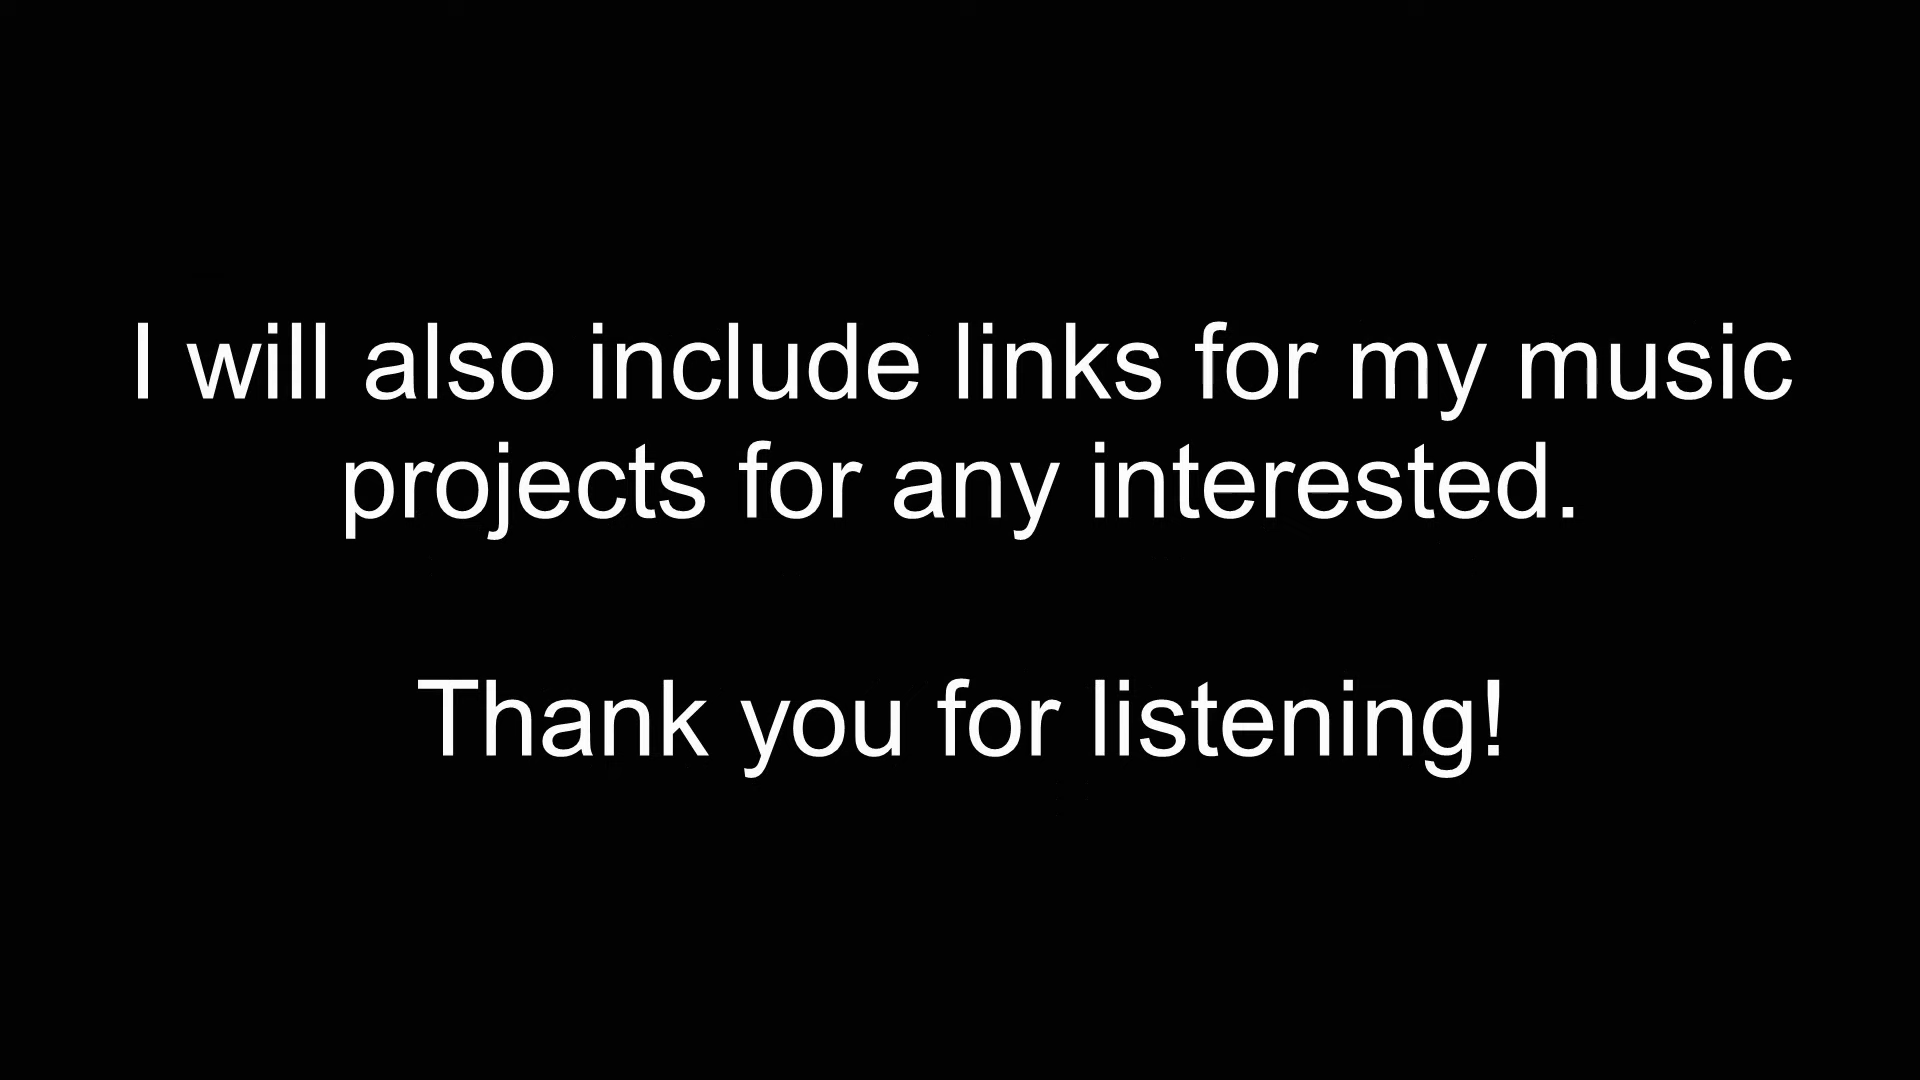 I will also include links for my music
projects for any interested.
Thank you for listening!